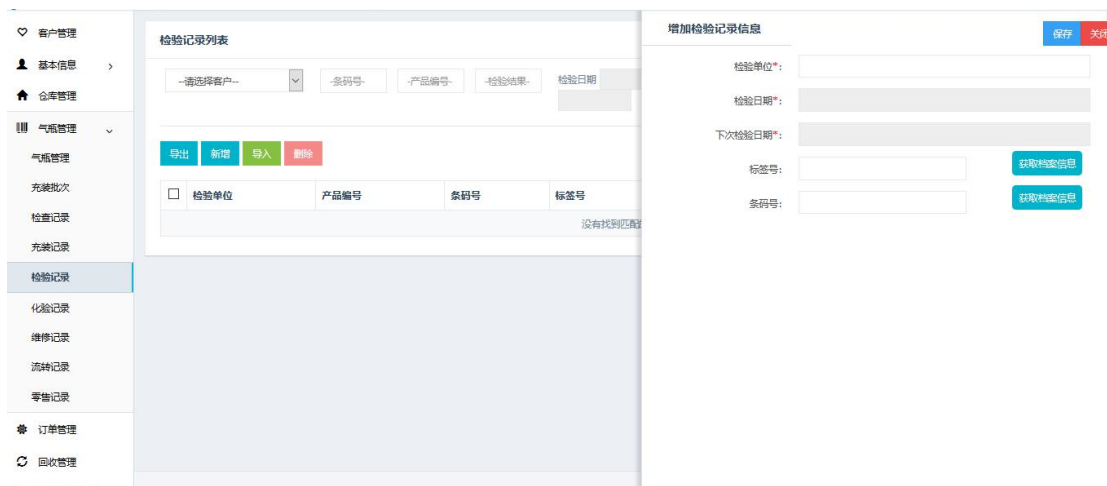 客户管理
基本信息
仓库管理
气瓶管理
气瓶管理
充装批次
检查记录
充装记录
检验记录
化验记录
维修记录
流转记录
零售记录
订单管理
回收管理
检验记录列表
--请选择客户--
-条码号-
-产品编号-
-检验结果-
检验日期
导出
新增
导入
删除
检验单位
产品编号
条码号
标签号
没有找到匹配
增加检验记录信息
保存
关闭
检验单位*:
检验日期*:
下次检验日期*:
标签号:
获取档案信息
条码号:
获取档案信息